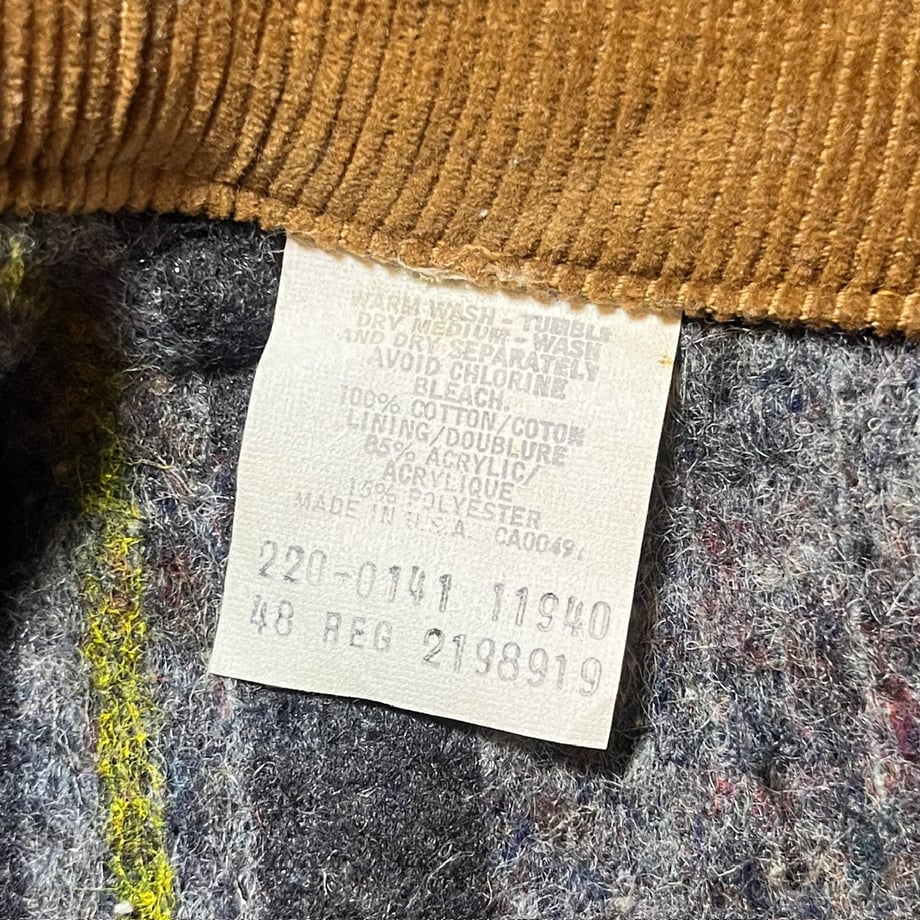 WARM WASH - TUMBLE
DRY MEDIUM - WASH
AND DRY SEPARATELY
AVOID CHLORINE
BLEACH.
100% COTTON/COTON
LINING/DOUBLURE
85% ACRYLIC/
ACRYLIQUE
15% POLYESTER
MADE IN U.S.A. CA00497
220-0141 11940
48 REG 2198919